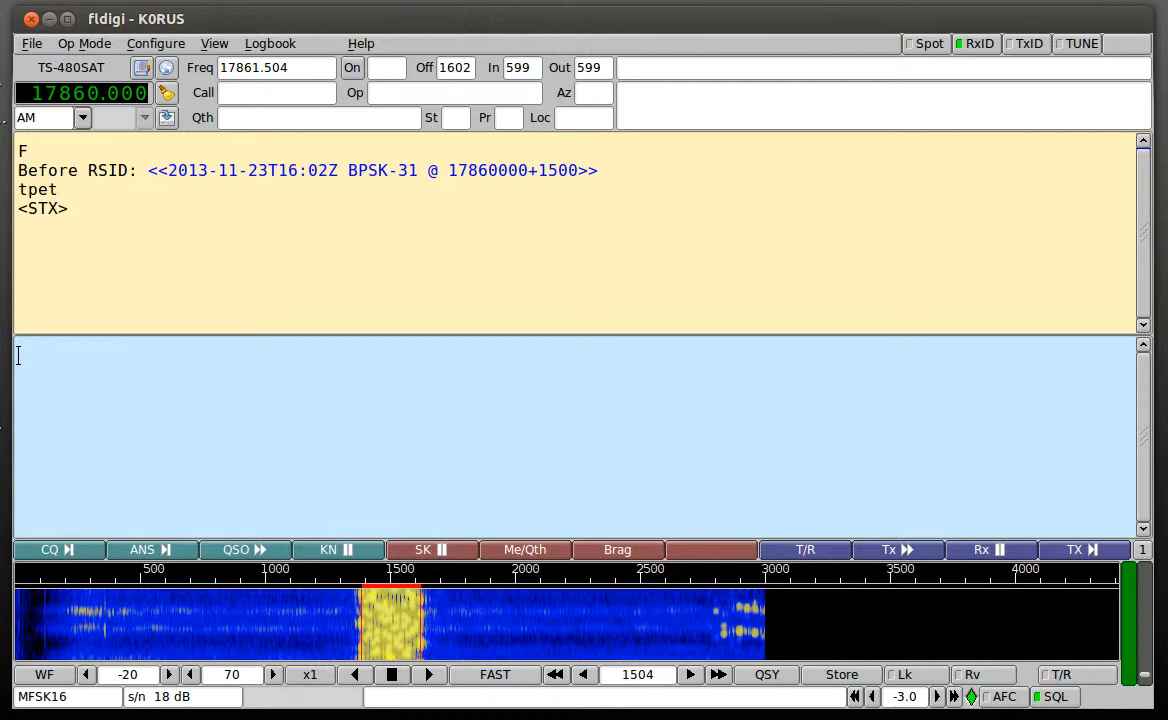 fldigi - K0RUS
File Op Mode Configure View Logbook Help Spot RxID TxID TUNE
TS-480SAT Freq 17861.504 On Off 1602 In 599 Out 599
17860.000 Call Op Az
AM Qth St Pr Loc
F
Before RSID: <<2013-11-23T16:02Z BPSK-31 @ 17860000+1500>>
tpet
<STX>
CQ ANS QSO KN SK Me/Qth Brag T/R Tx Rx TX 1
500 1000 1500 2000 2500 3000 3500 4000
WF -20 70 x1 FAST 1504 QSY Store Lk Rv T/R
MFSK16 s/n 18 dB -3.0 AFC SQL